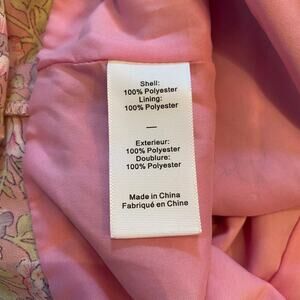 Shell:
100% Polyester
Lining:
100% Polyester
—
Exterieur:
100% Polyester
Doublure:
100% Polyester
Made in China
Fabriqué en Chine